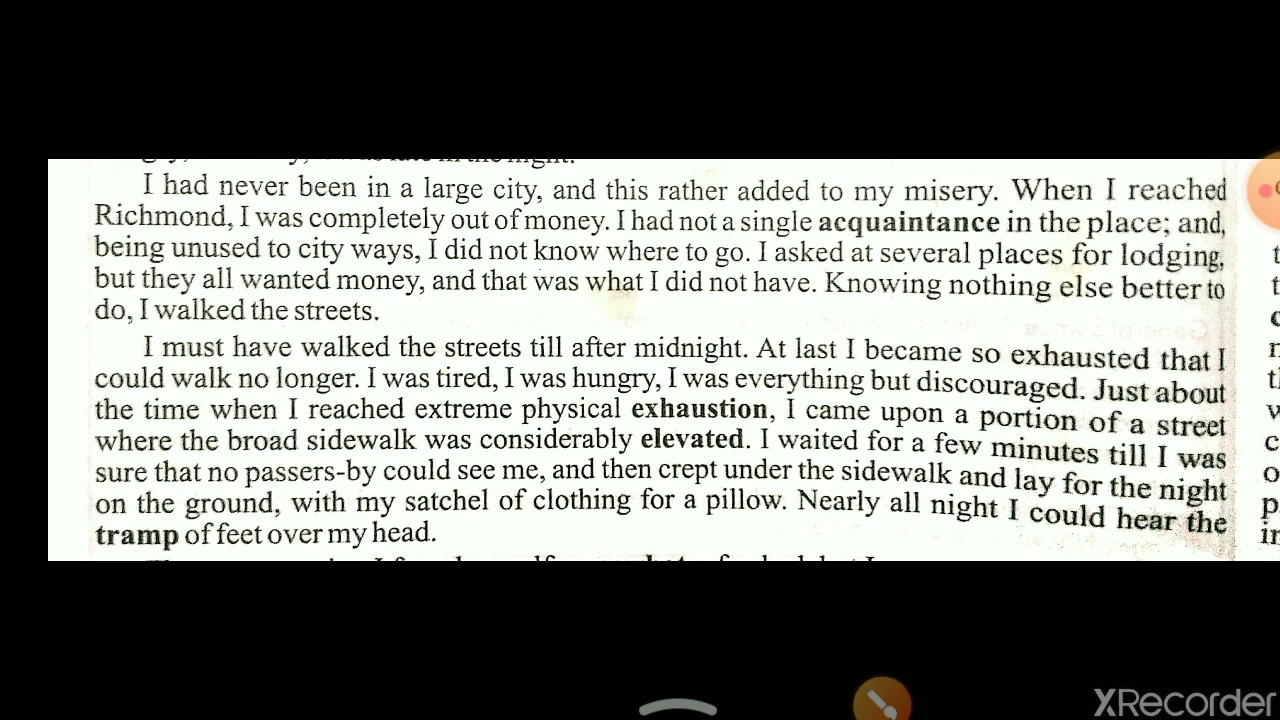 I had never been in a large city, and this rather added to my misery. When I reached
Richmond, I was completely out of money. I had not a single acquaintance in the place; and,
being unused to city ways, I did not know where to go. I asked at several places for lodging,
but they all wanted money, and that was what I did not have. Knowing nothing else better to
do, I walked the streets.
I must have walked the streets till after midnight. At last I became so exhausted that I
could walk no longer. I was tired, I was hungry, I was everything but discouraged. Just about
the time when I reached extreme physical exhaustion, I came upon a portion of a street
where the broad sidewalk was considerably elevated. I waited for a few minutes till I was
sure that no passers-by could see me, and then crept under the sidewalk and lay for the night
on the ground, with my satchel of clothing for a pillow. Nearly all night I could hear the
tramp of feet over my head.
XRecorder